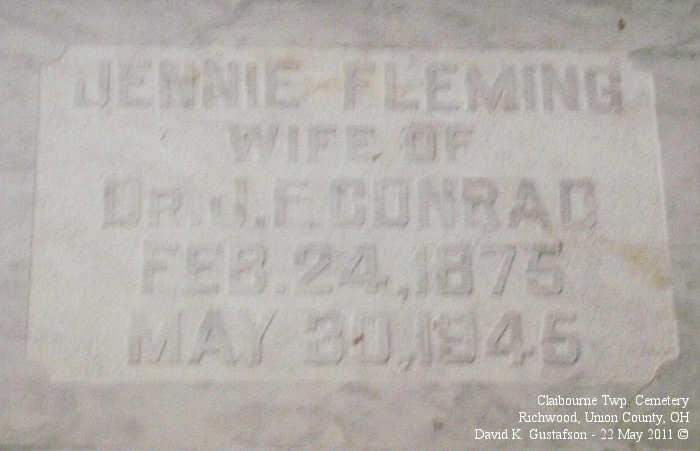 JENNIE FLEMING
WIFE OF
DR. J. F. CONRAD
FEB. 24, 1875
MAY 30, 1945
Claibourne Twp. Cemetery
Richwood, Union County, OH
David K. Gustafson - 22 May 2011 ©